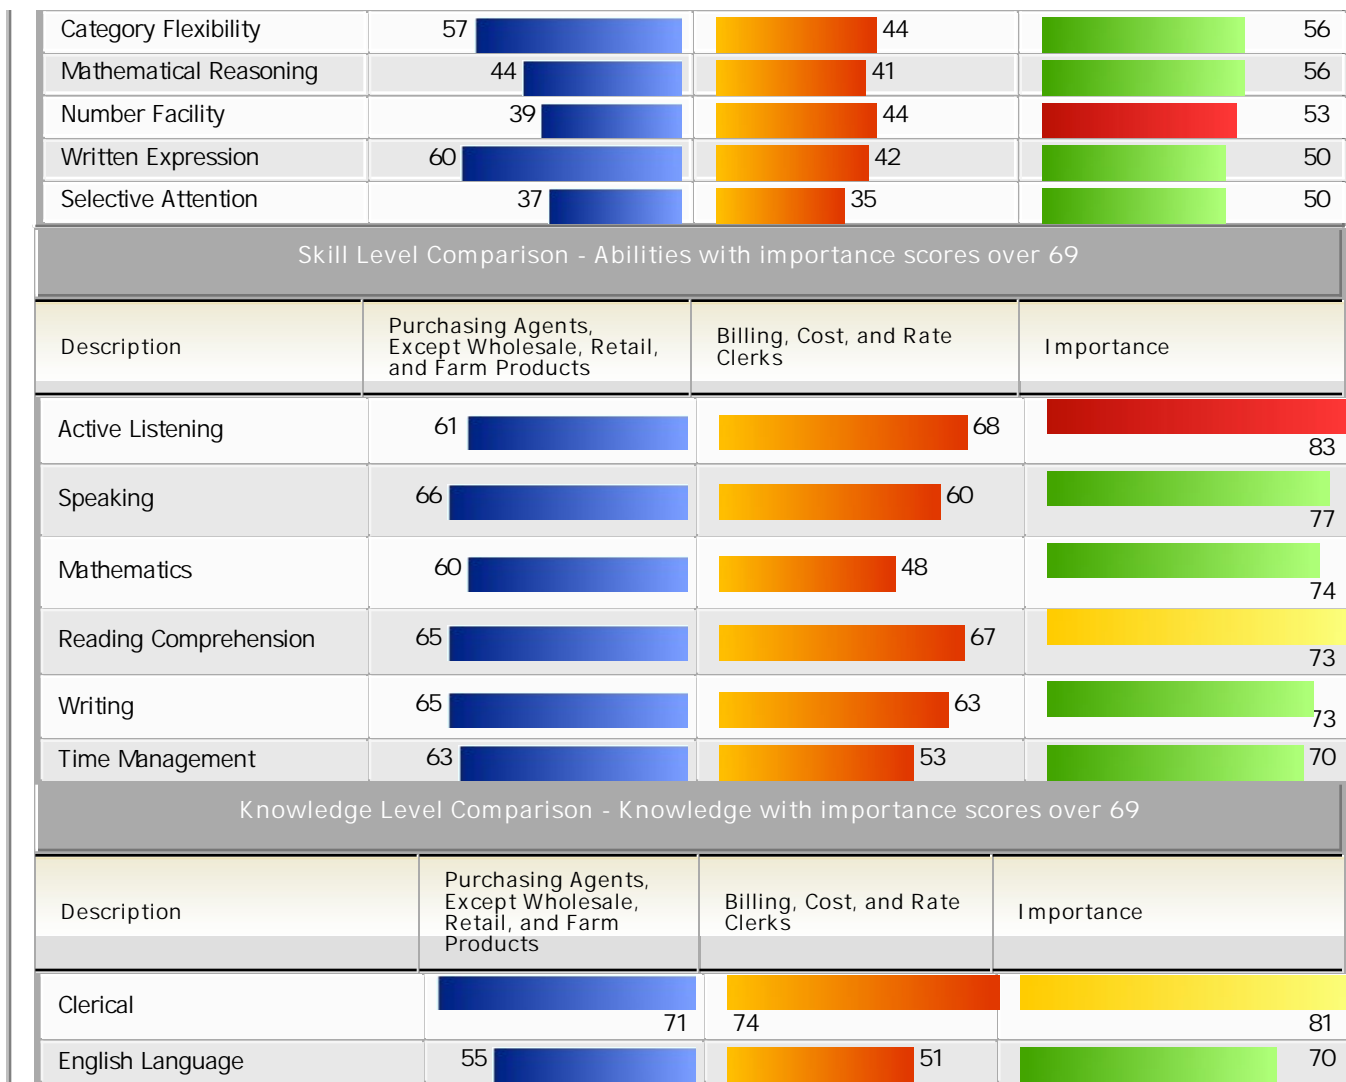 Category Flexibility 57 44 56
Mathematical Reasoning 44 41 56
Number Facility 39 44 53
Written Expression 60 42 50
Selective Attention 37 35 50
Skill Level Comparison - Abilities with importance scores over 69
Description
Purchasing Agents,
Except Wholesale, Retail,
and Farm Products
Billing, Cost, and Rate
Clerks
Importance
Active Listening 61 68 83
Speaking 66 60 77
Mathematics 60 48 74
Reading Comprehension 65 67 73
Writing 65 63 73
Time Management 63 53 70
Knowledge Level Comparison - Knowledge with importance scores over 69
Description
Purchasing Agents,
Except Wholesale,
Retail, and Farm
Products
Billing, Cost, and Rate
Clerks
Importance
Clerical 71 74 81
English Language 55 51 70